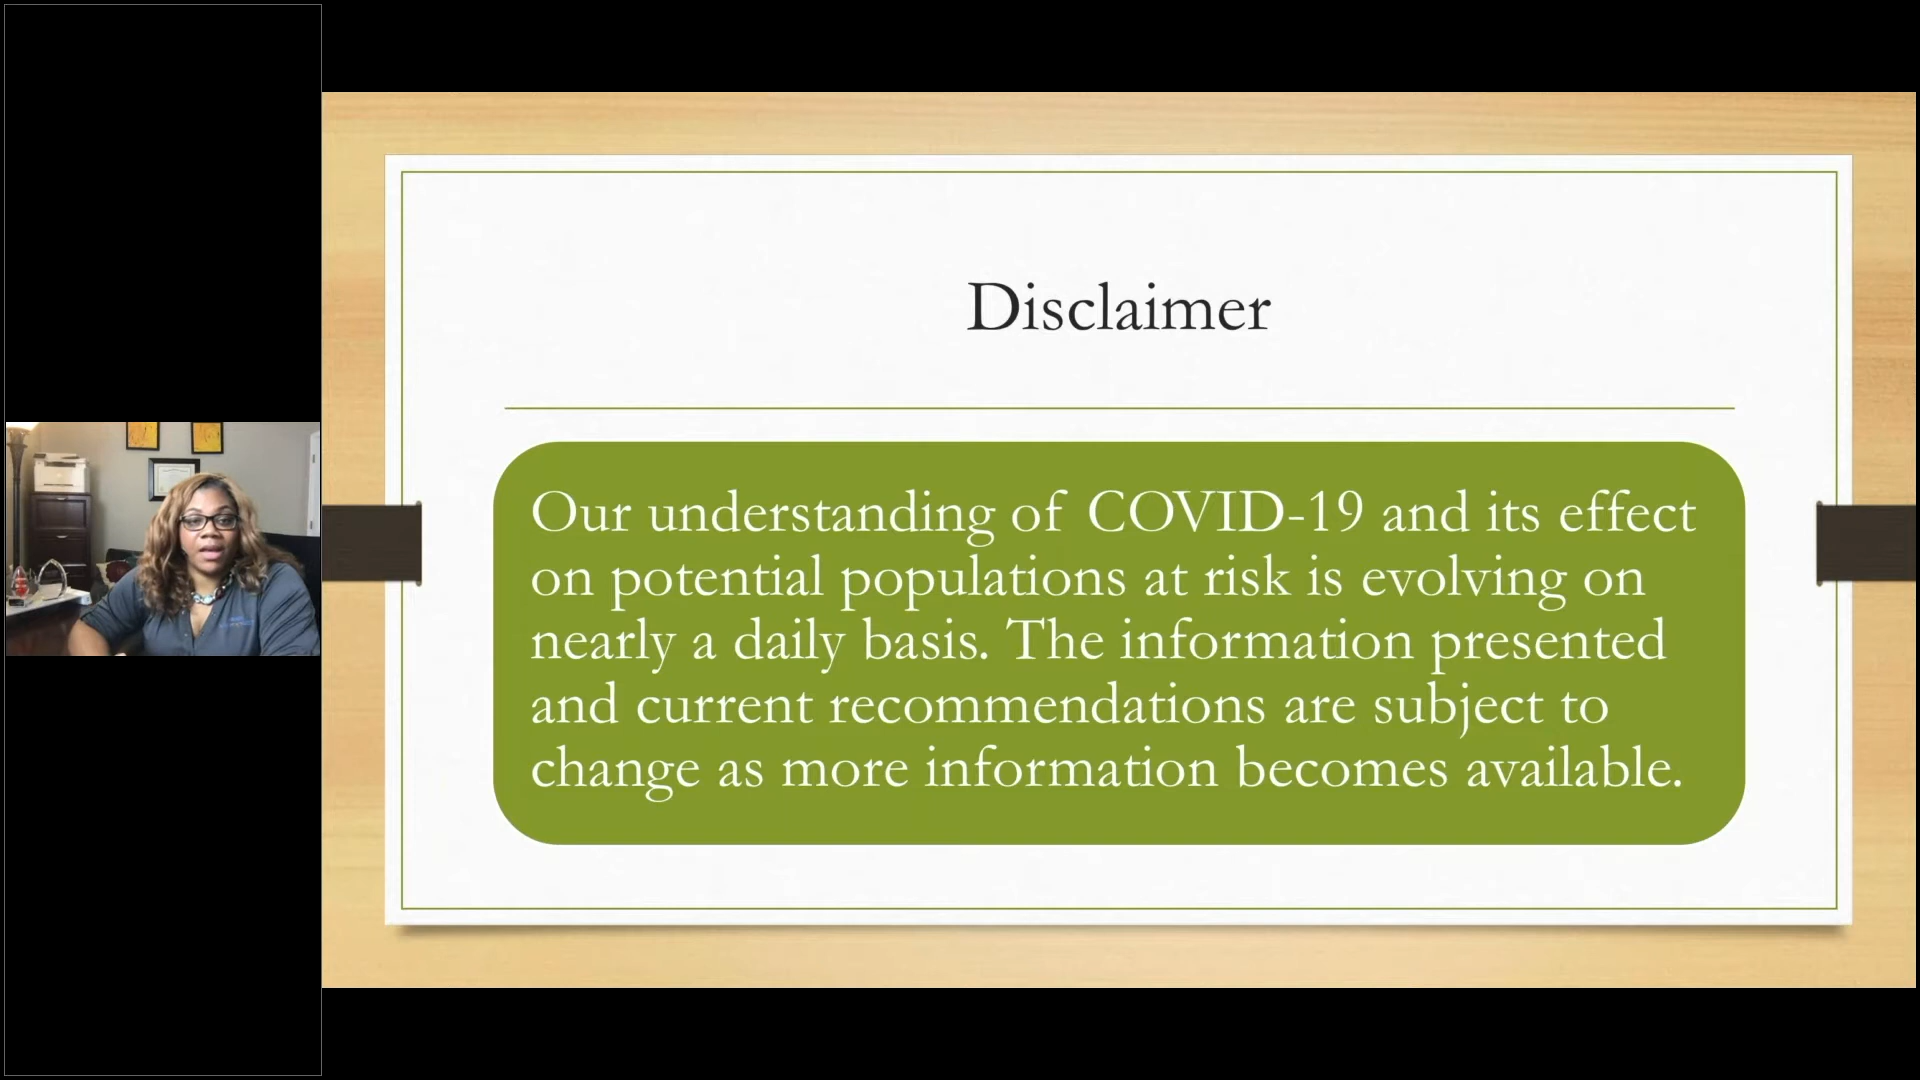 Disclaimer
Our understanding of COVID-19 and its effect
on potential populations at risk is evolving on
nearly a daily basis. The information presented
and current recommendations are subject to
change as more information becomes available.